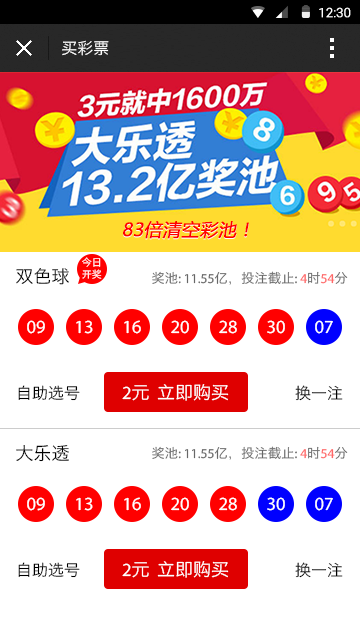 12:30
买彩票
3元就中1600万
大乐透
13.2亿奖池
83倍清空彩池！
8
6
9
5
双色球
今日
开奖
奖池: 11.55亿，投注截止: 4时54分
09 13 16 20 28 30 07
自助选号 2元 立即购买 换一注
大乐透
奖池: 11.55亿，投注截止: 4时54分
09 13 16 20 28 30 07
自助选号 2元 立即购买 换一注